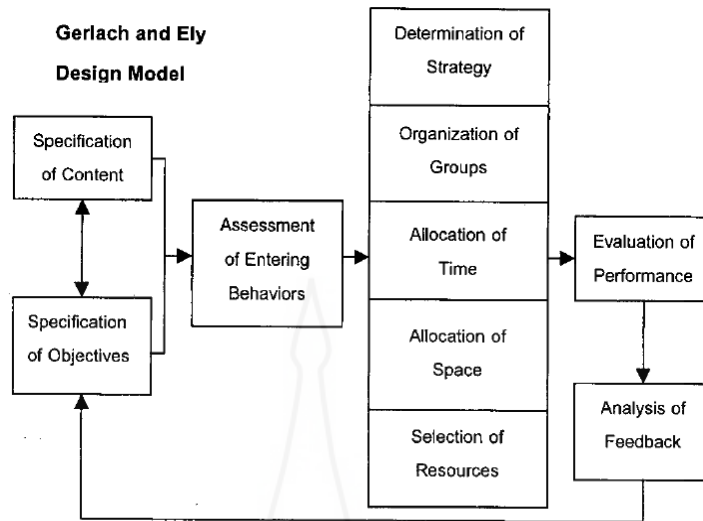 Gerlach and Ely
Design Model
Specification
of Content
Specification
of Objectives
Assessment
of Entering
Behaviors
Determination of
Strategy
Organization of
Groups
Allocation of
Time
Allocation of
Space
Selection of
Resources
Evaluation of
Performance
Analysis of
Feedback